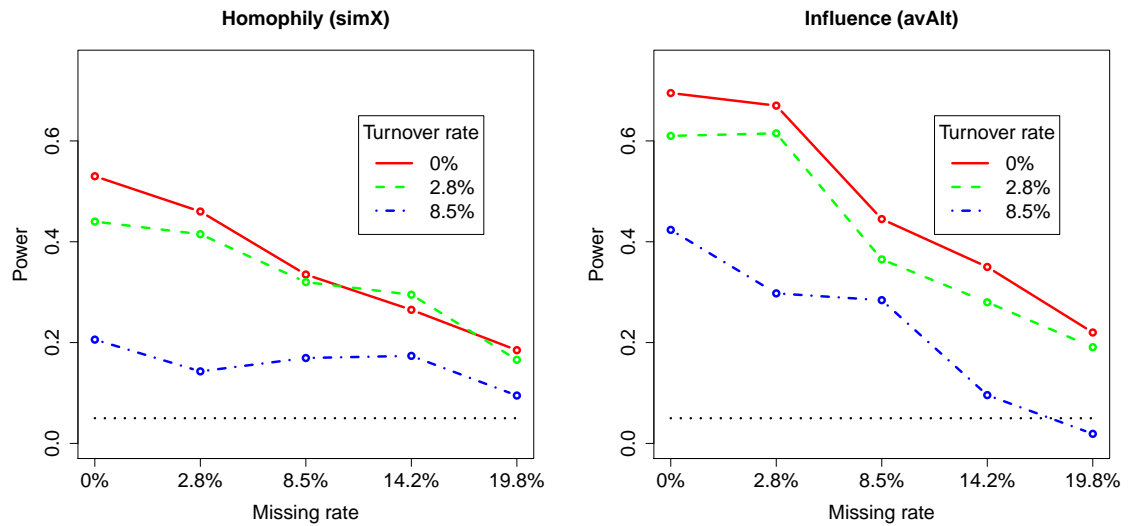 Homophily (simX)
Power
0.0
0.2
0.4
0.6
Turnover rate
0%
2.8%
8.5%
0% 2.8% 8.5% 14.2% 19.8%
Missing rate
Influence (avAlt)
Power
0.0
0.2
0.4
0.6
Turnover rate
0%
2.8%
8.5%
0% 2.8% 8.5% 14.2% 19.8%
Missing rate